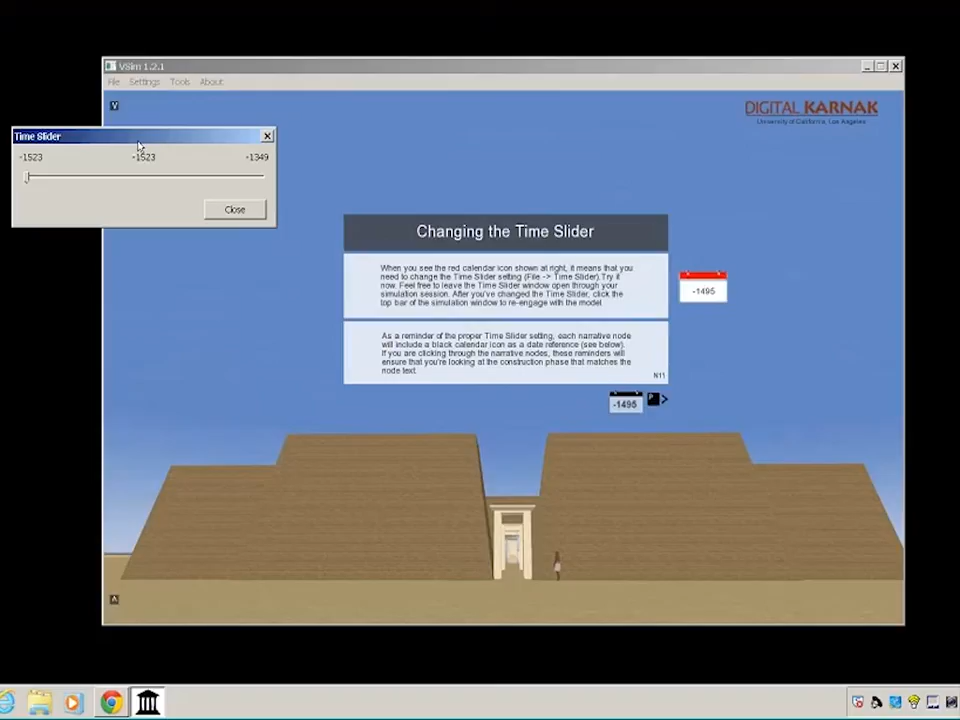 VSim 1.2.1
File Settings Tools About
V
DIGITAL KARNAK
University of California, Los Angeles
Time Slider
-1523 -1523 -1349
Close
Changing the Time Slider
When you see the red calendar icon shown at right, it means that you
need to change the Time Slider setting (File -> Time Slider).Try it
now. Feel free to leave the Time Slider window open through your
simulation session. After you've changed the Time Slider, click the
top bar of the simulation window to re-engage with the model
-1495
As a reminder of the proper Time Slider setting, each narrative node
will include a black calendar icon as a date reference (see below).
If you are clicking through the narrative nodes, these reminders will
ensure that you're looking at the construction phase that matches the
node text.
N11
-1495 P >